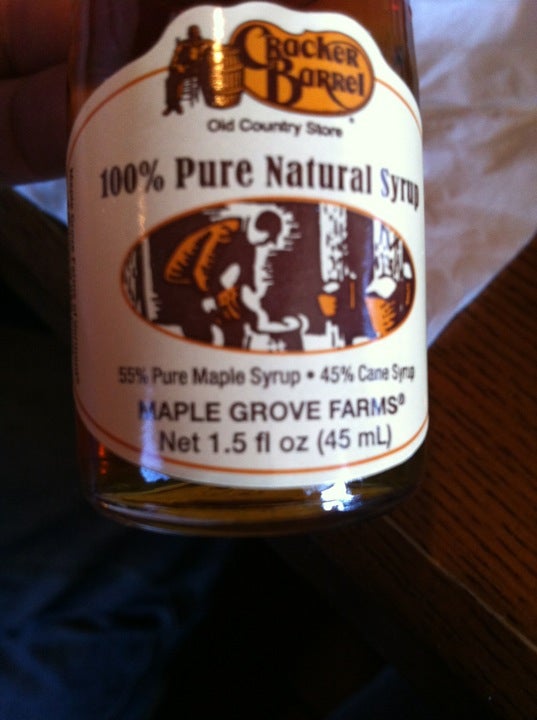 Cracker
Barrel
Old Country Store®
100% Pure Natural Syrup
55% Pure Maple Syrup • 45% Cane Syrup
MAPLE GROVE FARMS®
Net 1.5 fl oz (45 mL)